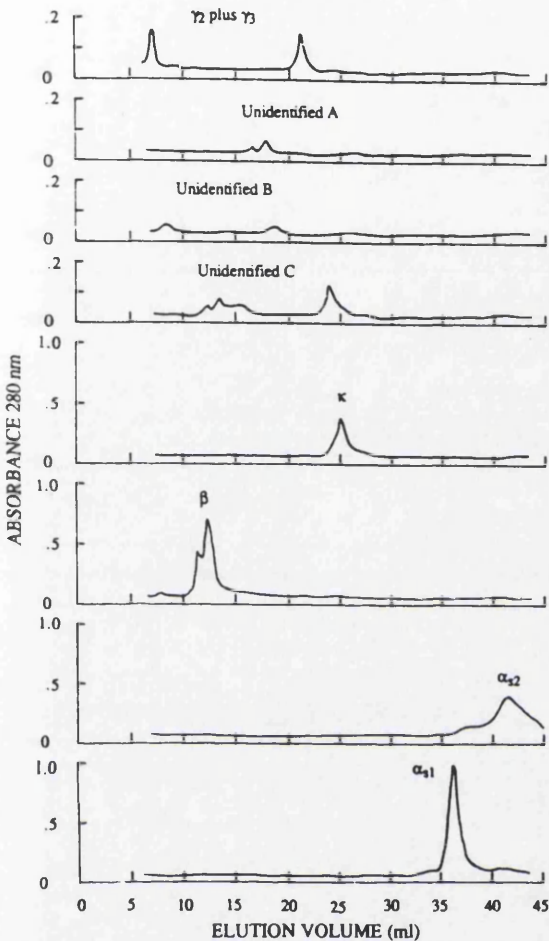 γ2 plus γ3
.2
.1
0
Unidentified A
.2
0
Unidentified B
.2
0
Unidentified C
.2
0
κ
1.0
.5
0
β
1.0
.5
0
αs2
1.0
.5
0
αs1
1.0
.5
0
ABSORBANCE 280 nm
0 5 10 15 20 25 30 35 40 45
ELUTION VOLUME (ml)